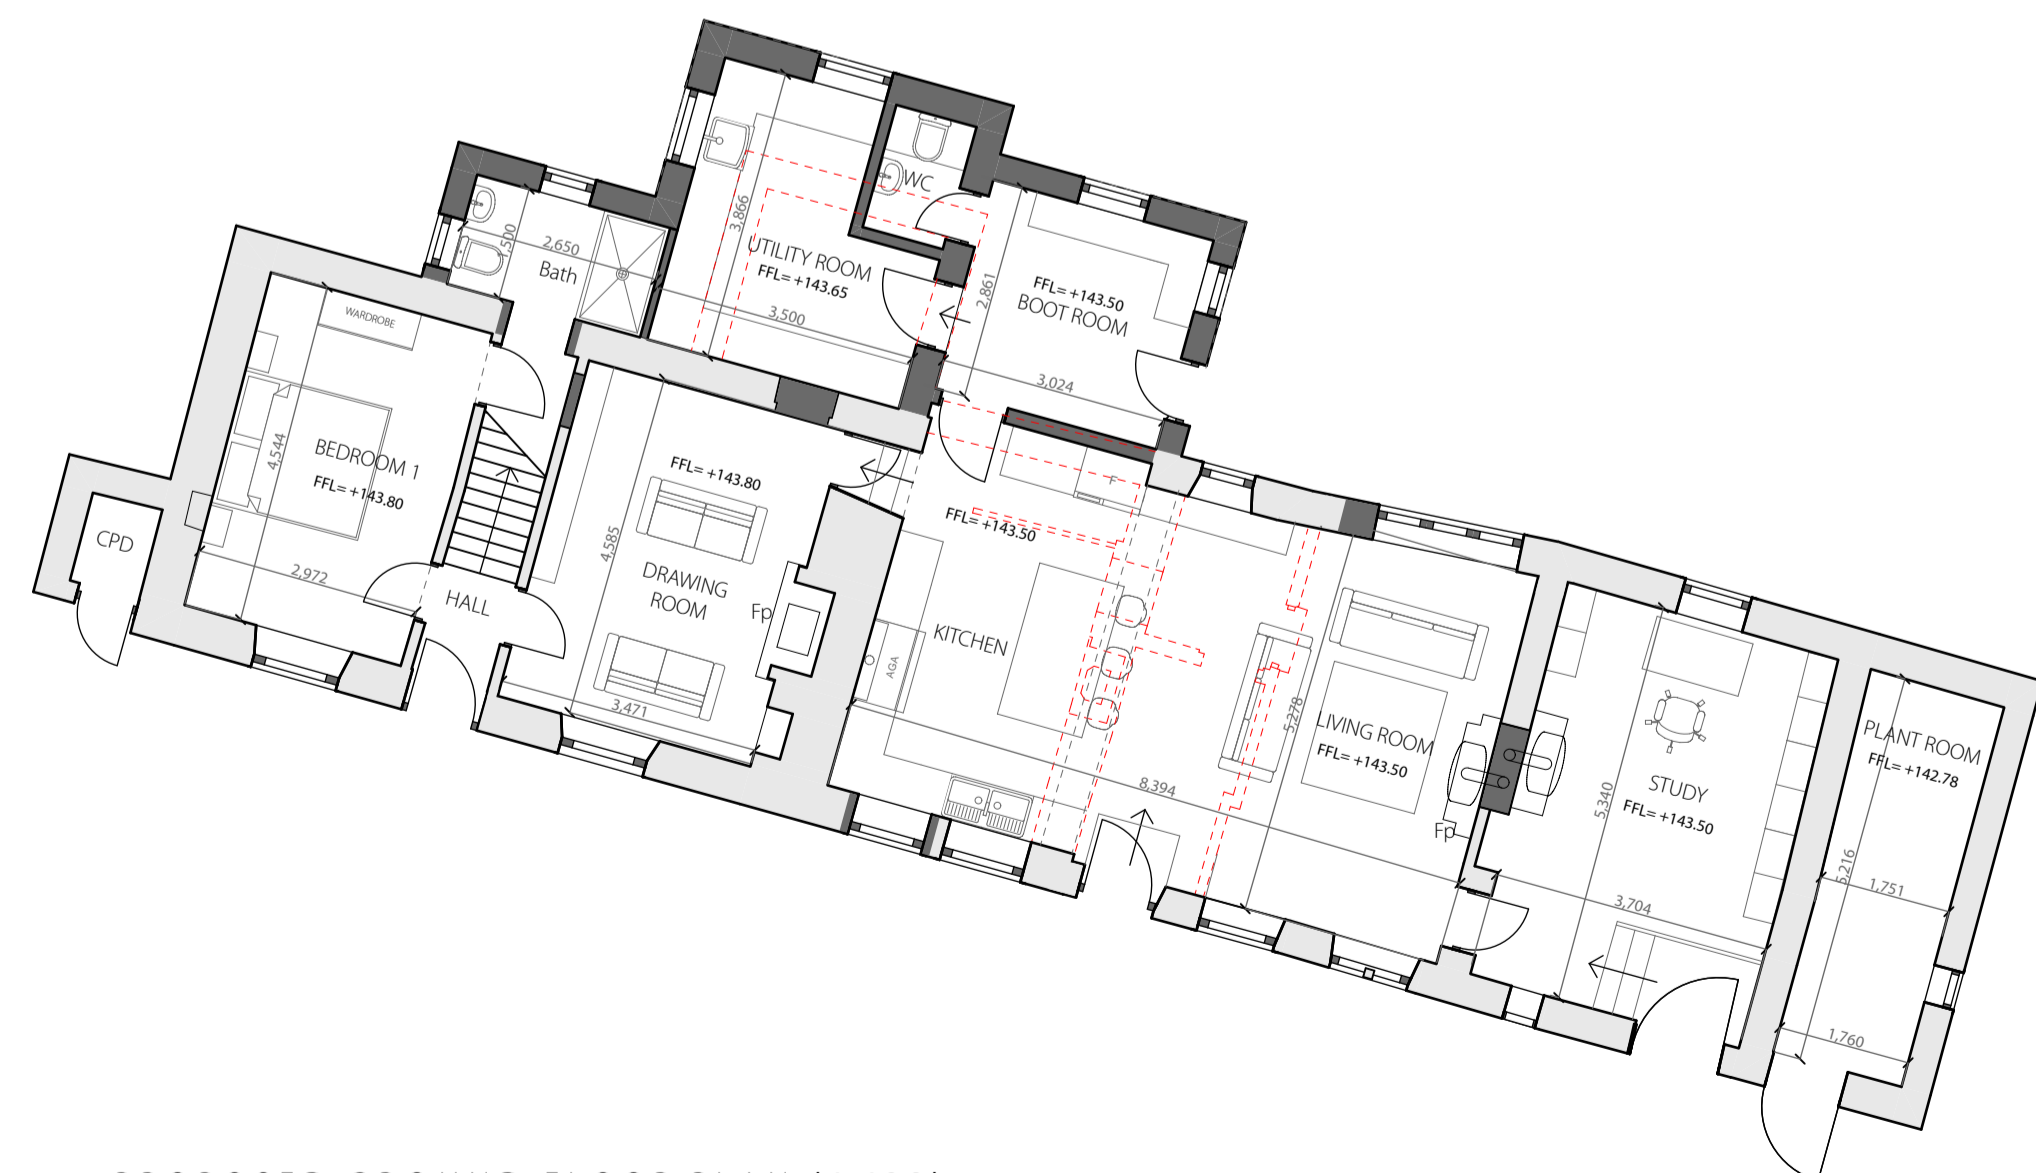 WC
3,866
UTILITY ROOM
FFL= +143.65
3,500
2,650
Bath
2,861
FFL= +143.50
BOOT ROOM
3,024
WARDROBE
4,544
BEDROOM 1
FFL= +143.80
2,972
CPD
HALL
FFL= +143.80
4,585
DRAWING
ROOM
Fp
3,471
F
FFL= +143.50
KITCHEN
AGA
8,394
5,278
LIVING ROOM
FFL= +143.50
Fp
5,340
STUDY
FFL= +143.50
3,704
PLANT ROOM
FFL= +142.78
5,216
1,751
1,760